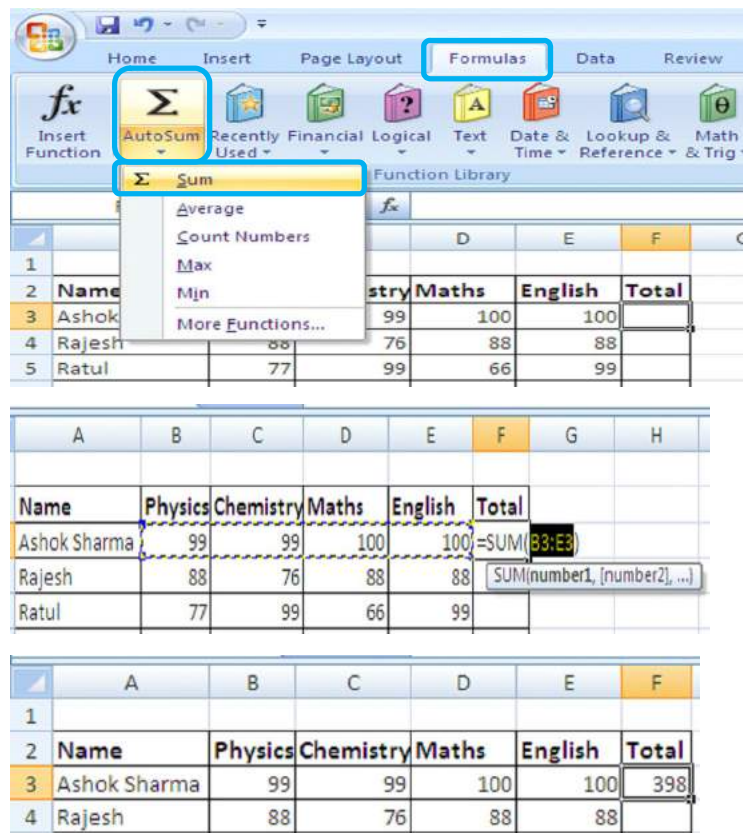 Home Insert Page Layout Formulas Data Review
fx Σ ? A θ
Insert AutoSum Recently Financial Logical Text Date & Lookup & Math
Function Used Time Reference & Trig
Σ Sum Function Library
Average fx
Count Numbers D E F
Max
1
Min
2 Name stry Maths English Total
3 Ashok 99 100 100
More Functions...
4 Rajesh 88 76 88 88
5 Ratul 77 99 66 99
A B C D E F G H
Name Physics Chemistry Maths English Total
Ashok Sharma 99 99 100 100 =SUM(B3:E3)
Rajesh 88 76 88 88 SUM(number1, [number2], ...)
Ratul 77 99 66 99
A B C D E F
1
2 Name Physics Chemistry Maths English Total
3 Ashok Sharma 99 99 100 100 398
4 Rajesh 88 76 88 88